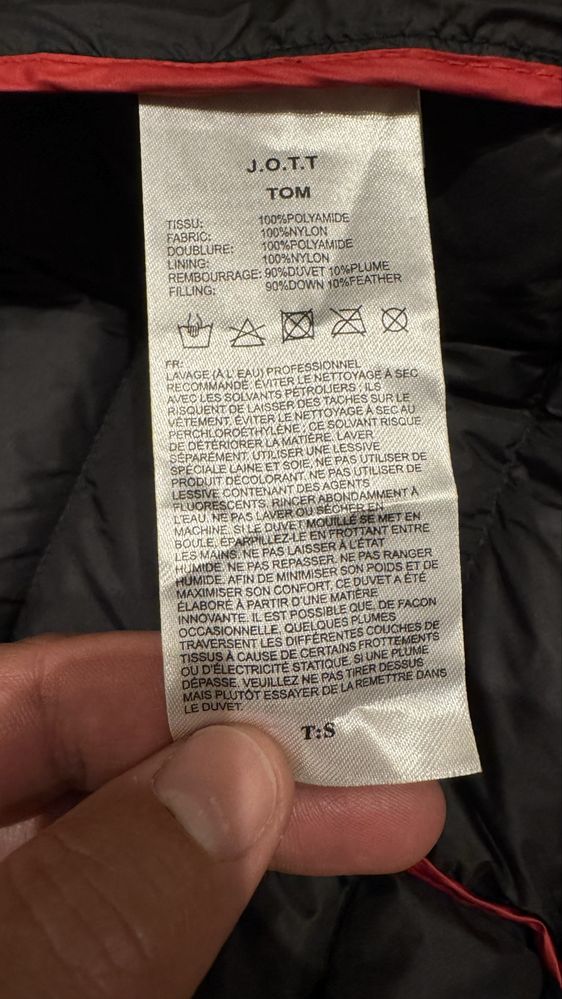 J.O.T.T
TOM
TISSU: 100%POLYAMIDE
FABRIC: 100%NYLON
DOUBLURE: 100%POLYAMIDE
LINING: 100%NYLON
REMBOURRAGE: 90%DUVET 10%PLUME
FILLING: 90%DOWN 10%FEATHER
FR:
LAVAGE (À L'EAU) PROFESSIONNEL
RECOMMANDÉ. ÉVITER LE NETTOYAGE À SEC
AVEC LES SOLVANTS PÉTROLIERS ; ILS
RISQUENT DE LAISSER DES TACHES SUR LE
VÊTEMENT. ÉVITER LE NETTOYAGE À SEC AU
PERCHLOROÉTHYLÈNE ; CE SOLVANT RISQUE
DE DÉTÉRIORER LA MATIÈRE. LAVER
SÉPARÉMENT. UTILISER UNE LESSIVE
SPÉCIALE LAINE ET SOIE. NE PAS UTILISER DE
PRODUIT DÉCOLORANT. NE PAS UTILISER DE
LESSIVE CONTENANT DES AGENTS
FLUORESCENTS. RINCER ABONDAMMENT À
L'EAU. NE PAS LAVER OU SÉCHER EN
MACHINE. SI LE DUVET MOUILLÉ SE MET EN
BOULE, ÉPARPILLEZ-LE EN FROTTANT ENTRE
LES MAINS. NE PAS LAISSER À L'ÉTAT
HUMIDE. NE PAS REPASSER. NE PAS RANGER
HUMIDE. AFIN DE MINIMISER SON POIDS ET DE
MAXIMISER SON CONFORT, CE DUVET A ÉTÉ
ÉLABORÉ À PARTIR D'UNE MATIÈRE
INNOVANTE. IL EST POSSIBLE QUE, DE FAÇON
OCCASIONNELLE, QUELQUES PLUMES
TRAVERSENT LES DIFFÉRENTES COUCHES DE
TISSUS À CAUSE DE CERTAINS FROTTEMENTS
OU D'ÉLECTRICITÉ STATIQUE. SI UNE PLUME
DÉPASSE, VEUILLEZ NE PAS TIRER DESSUS
MAIS PLUTÔT ESSAYER DE LA REMETTRE DANS
LE DUVET.
T:S